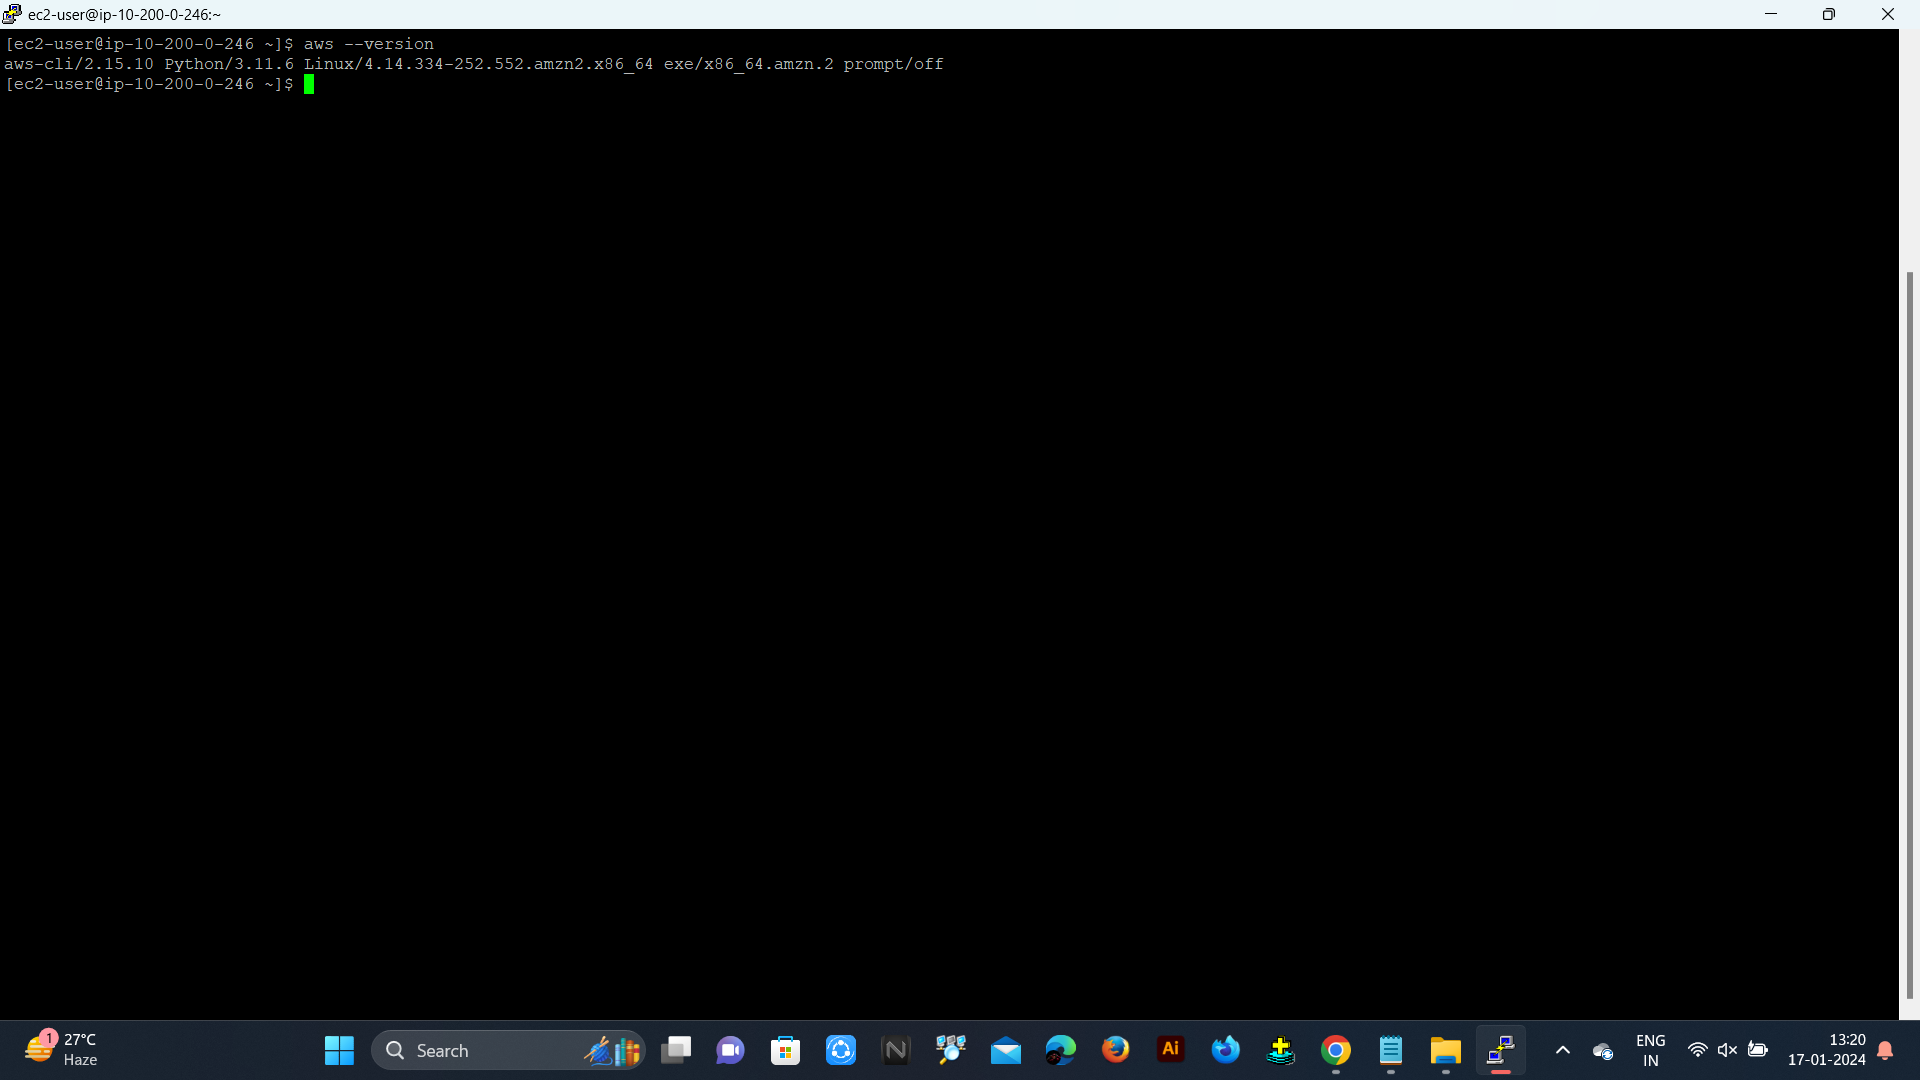 ec2-user@ip-10-200-0-246:~
[ec2-user@ip-10-200-0-246 ~]$ aws --version
aws-cli/2.15.10 Python/3.11.6 Linux/4.14.334-252.552.amzn2.x86_64 exe/x86_64.amzn.2 prompt/off
[ec2-user@ip-10-200-0-246 ~]$
1
27°C
Haze
Search
N
Ai
ENG
IN
13:20
17-01-2024